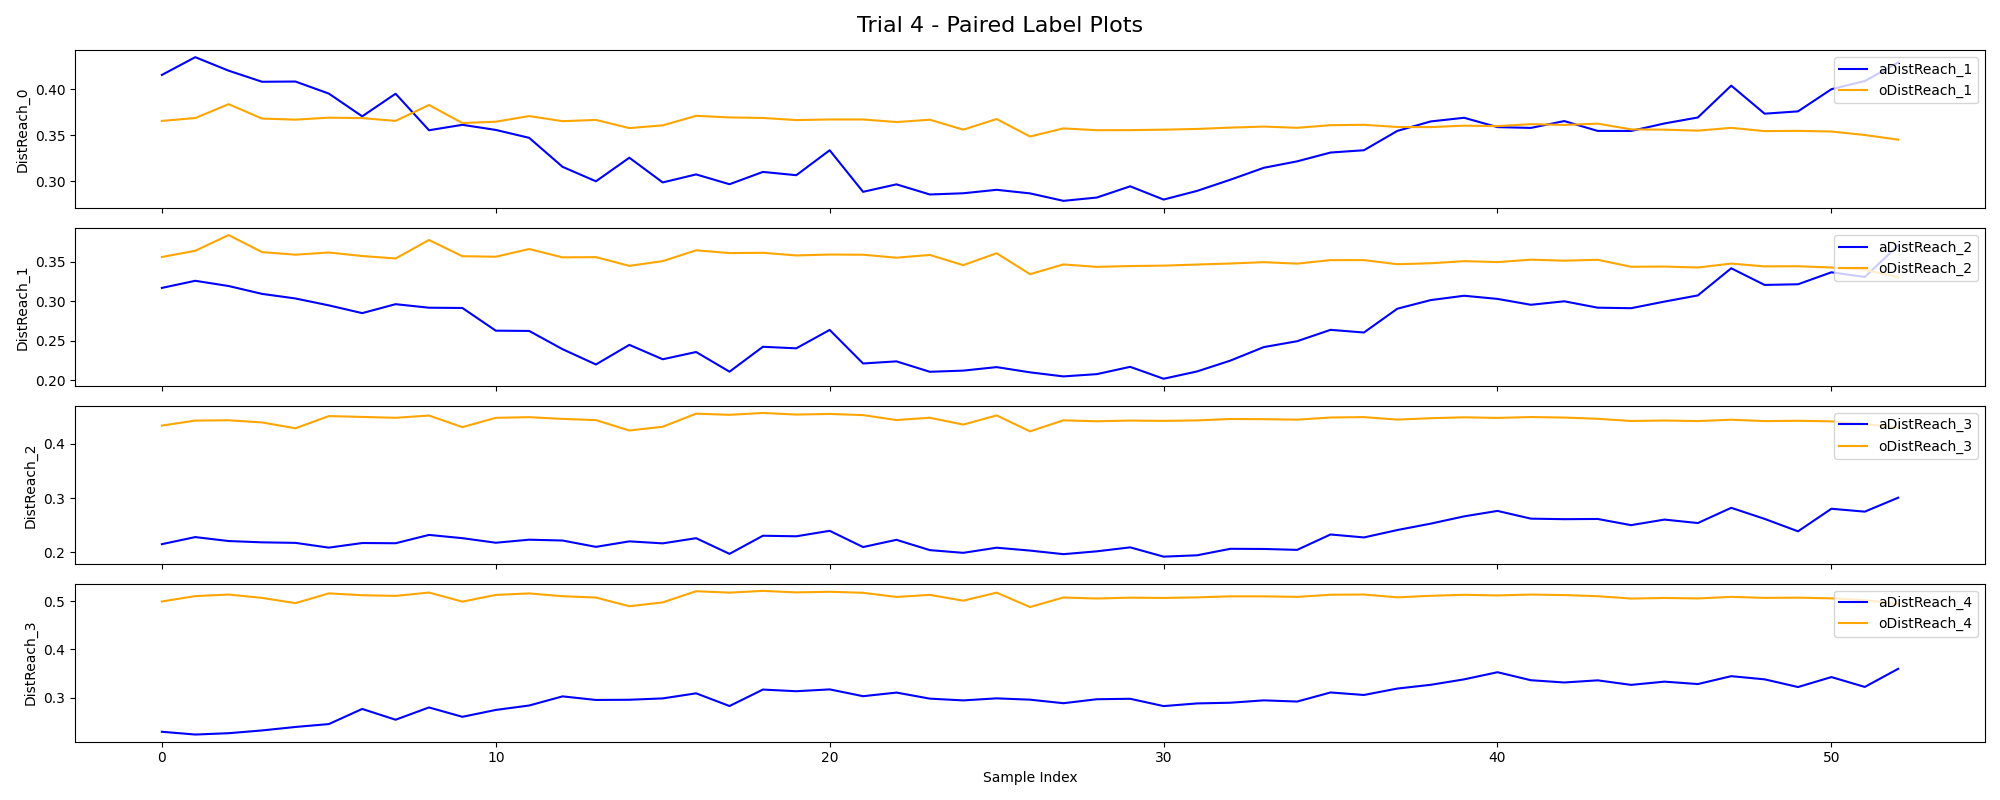 Trial 4 - Paired Label Plots
DistReach_0
0.40
0.35
0.30
aDistReach_1
oDistReach_1
DistReach_1
0.35
0.30
0.25
0.20
aDistReach_2
oDistReach_2
DistReach_2
0.4
0.3
0.2
aDistReach_3
oDistReach_3
DistReach_3
0.5
0.4
0.3
aDistReach_4
oDistReach_4
0 10 20 30 40 50
Sample Index